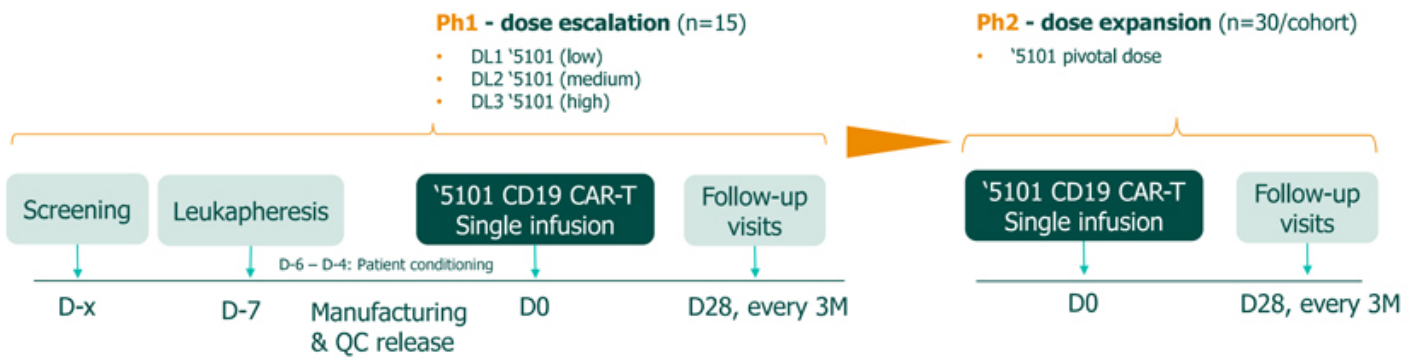 Ph1 - dose escalation (n=15)
• DL1 ‘5101 (low)
• DL2 ‘5101 (medium)
• DL3 ‘5101 (high)
Ph2 - dose expansion (n=30/cohort)
• ‘5101 pivotal dose
Screening
Leukapheresis
‘5101 CD19 CAR-T
Single infusion
Follow-up
visits
‘5101 CD19 CAR-T
Single infusion
Follow-up
visits
D-6 – D-4: Patient conditioning
D-x
D-7
Manufacturing
& QC release
D0
D28, every 3M
D0
D28, every 3M